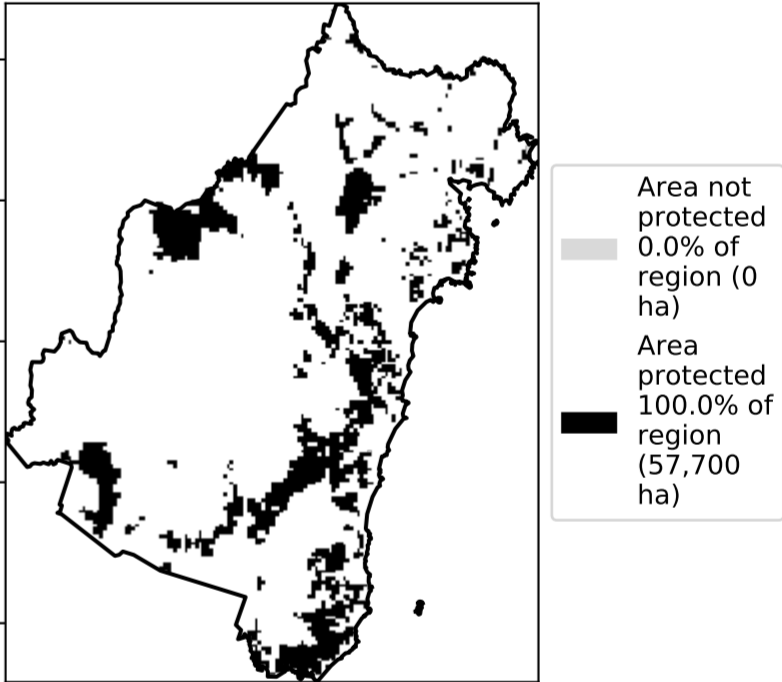 Area not
protected
0.0% of
region (0
ha)
Area
protected
100.0% of
region
(57,700
ha)